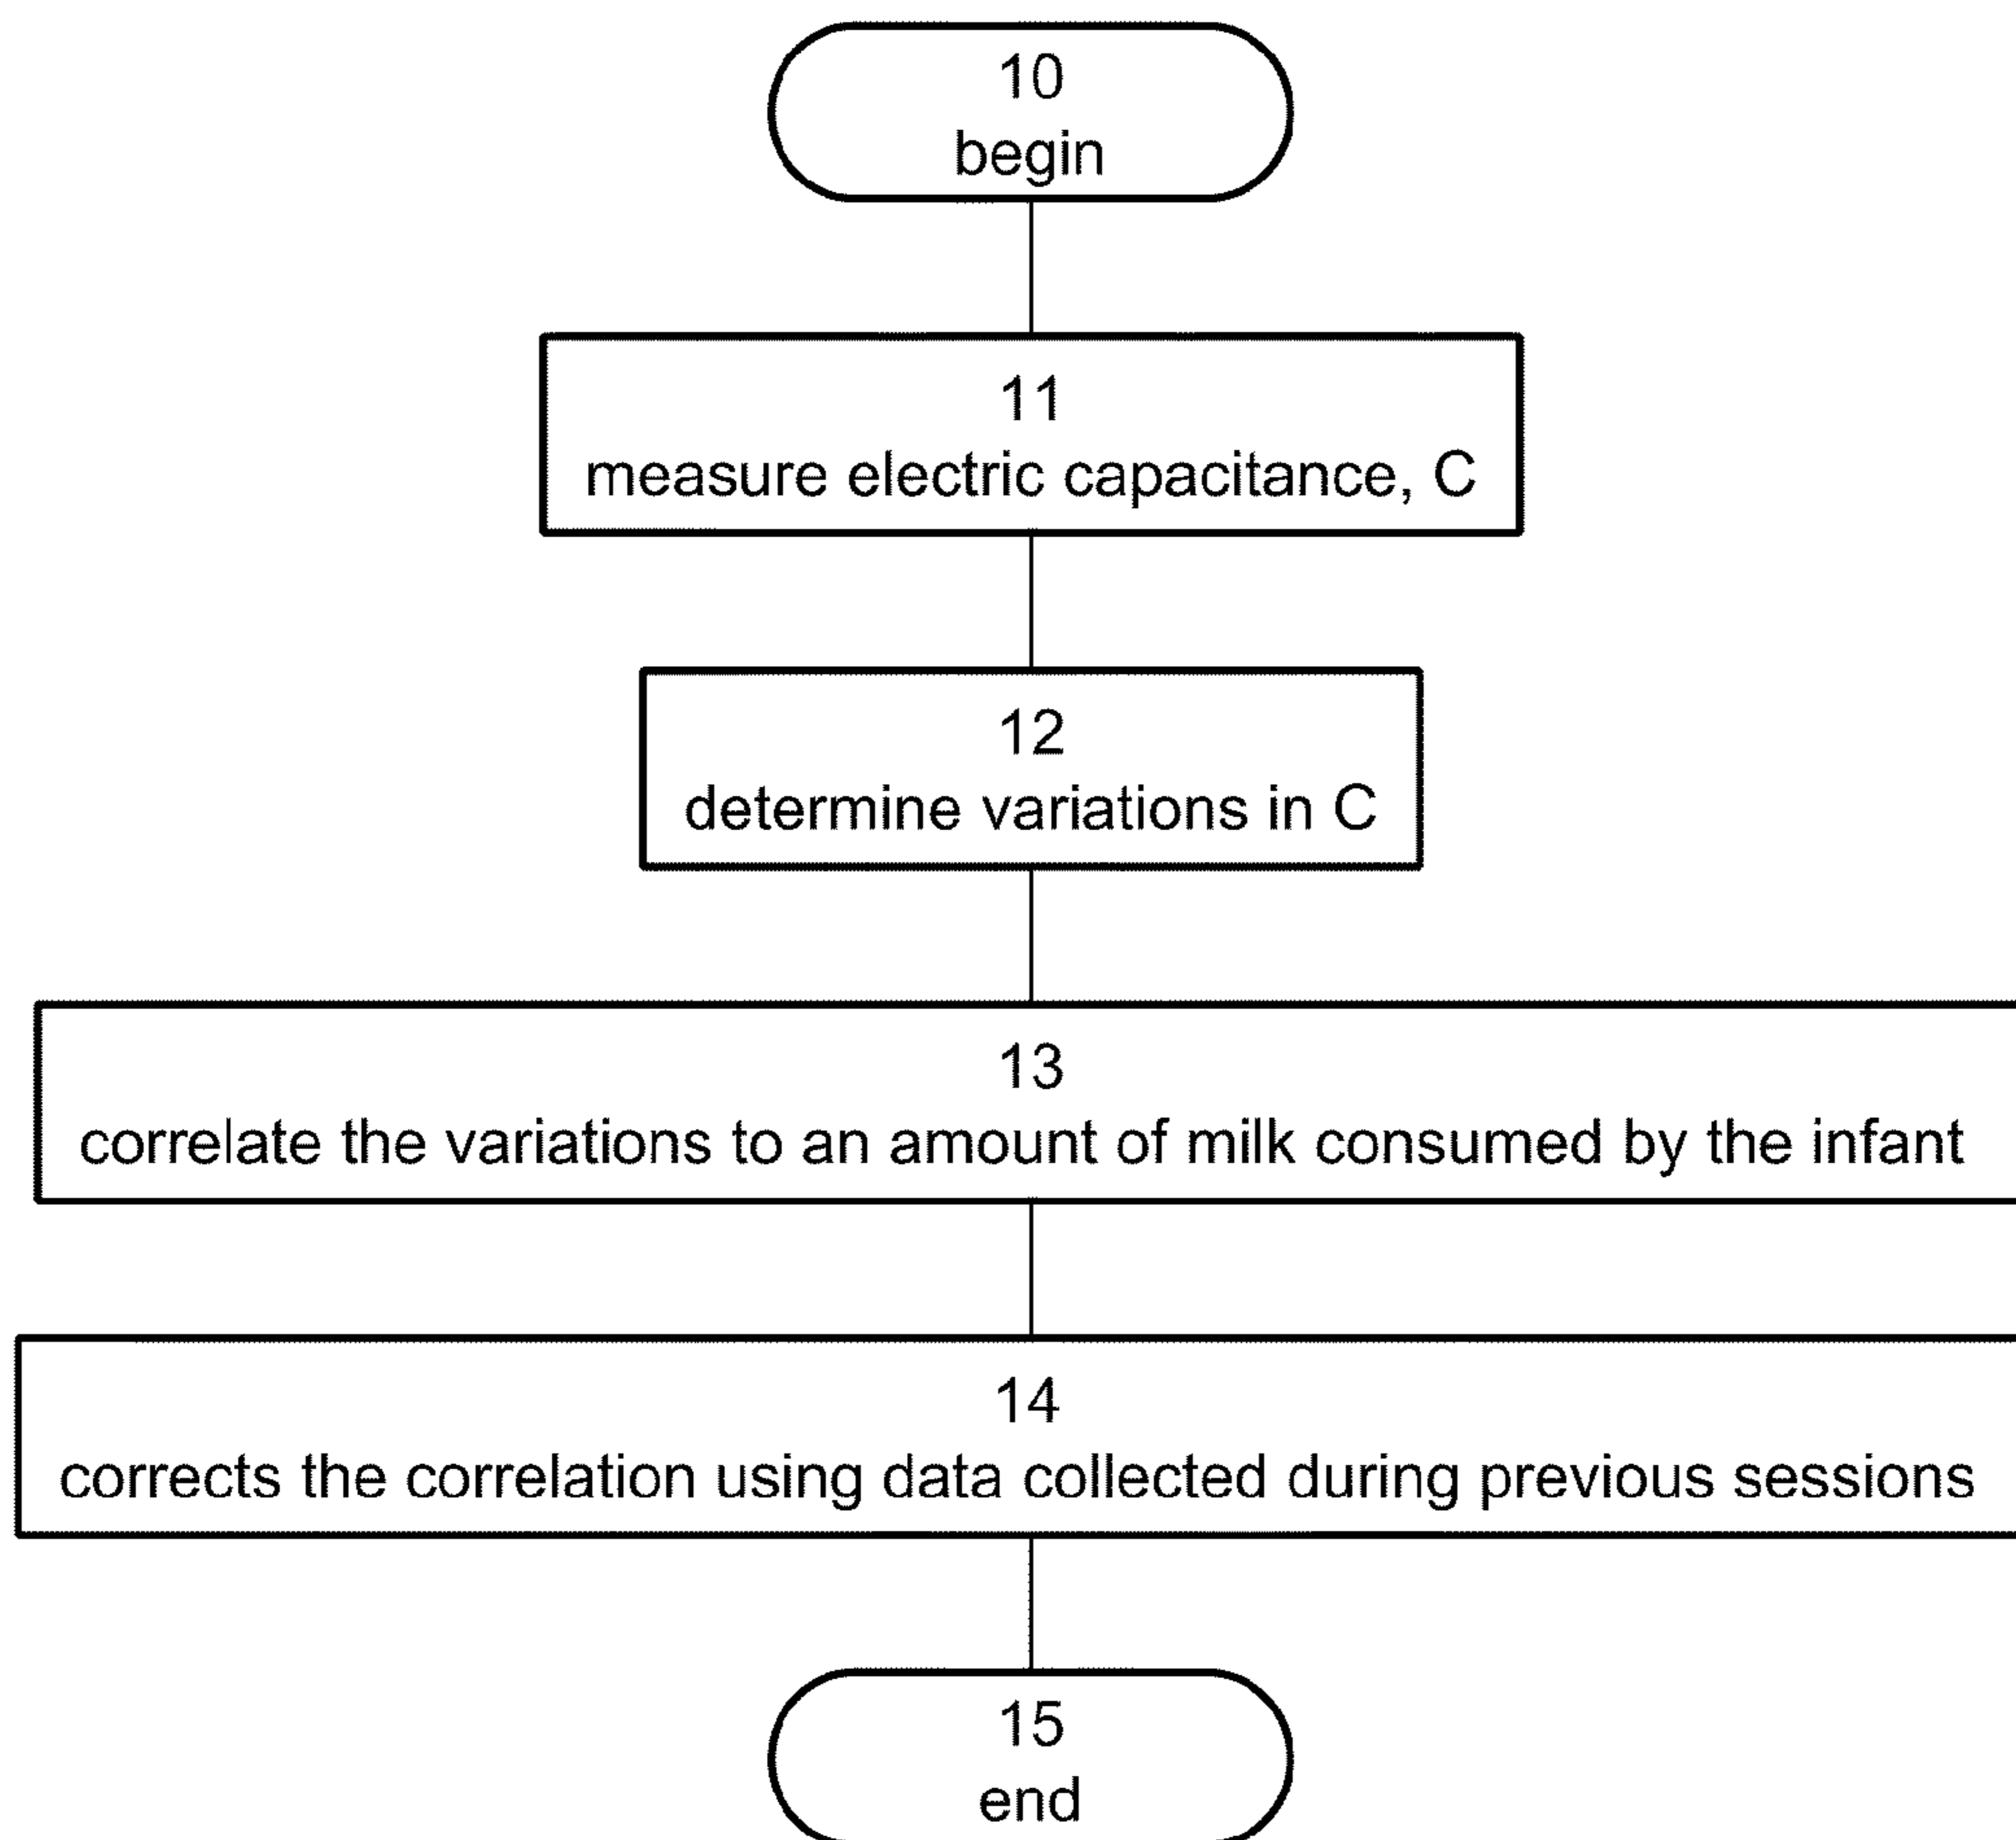 10
begin
11
measure electric capacitance, C
12
determine variations in C
13
correlate the variations to an amount of milk consumed by the infant
14
corrects the correlation using data collected during previous sessions
15
end